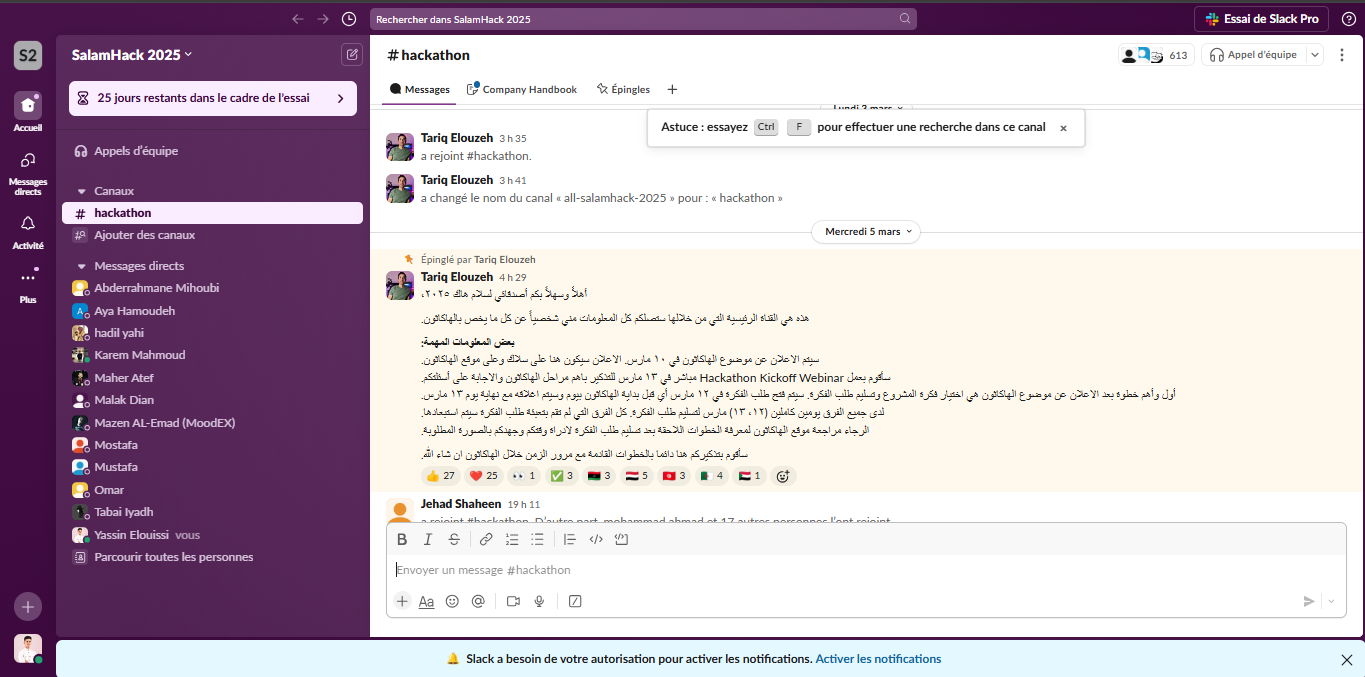 Rechercher dans SalamHack 2025
Essai de Slack Pro
S2
SalamHack 2025
25 jours restants dans le cadre de l'essai
Accueil
Messages directs
Activité
Plus
Appels d'équipe
Canaux
# hackathon
Ajouter des canaux
Messages directs
Abderrahmane Mihoubi
A
Aya Hamoudeh
hadil yahi
Karem Mahmoud
Maher Atef
Malak Dian
Mazen AL-Emad (MoodEX)
Mostafa
Mustafa
Omar
Tabai Iyadh
Yassin Elouissi vous
Parcourir toutes les personnes
# hackathon
613
Appel d'équipe
Messages
Company Handbook
Épingles
Lundi 3 mars
Astuce : essayez Ctrl F pour effectuer une recherche dans ce canal
Tariq Elouzeh 3 h 35
a rejoint #hackathon.
Tariq Elouzeh 3 h 41
a changé le nom du canal « all-salamhack-2025 » pour : « hackathon »
Mercredi 5 mars
Épinglé par Tariq Elouzeh
Tariq Elouzeh 4 h 29
أهلاً وسهلاً بكم أصدقائي لسلام هاك ٢٠٢٥،
هذه هي القناة الرئيسية التي من خلالها ستصلكم كل المعلومات مني شخصياً عن كل ما يخص بالهاكاثون.
بعض المعلومات المهمة:
سيتم الاعلان عن موضوع الهاكاثون في ١٠ مارس. الاعلان سيكون هنا على سلاك وعلى موقع الهاكاثون.
سأقوم بعمل Hackathon Kickoff Webinar مباشر في ١٣ مارس للتذكير باهم مراحل الهاكاثون والاجابة على أسئلتكم.
أول وأهم خطوة بعد الاعلان عن موضوع الهاكاثون هي اختيار فكرة المشروع وتسليم طلب الفكرة. سيتم فتح طلب الفكرة في ١٢ مارس أي قبل بداية الهاكاثون بيوم وسيتم اغلاقه مع نهاية يوم ١٣ مارس.
لدى جميع الفرق يومين كاملين (١٢، ١٣) مارس لتسليم طلب الفكرة. كل الفرق التي لم تقم بتعبئة طلب الفكرة سيتم استبعادها.
الرجاء مراجعة موقع الهاكاثون لمعرفة الخطوات اللاحقة بعد تسليم طلب الفكرة لادراة وقتكم وجهدكم بالصورة المطلوبة.
سأقوم بتذكيركم هنا دائما بالخطوات القادمة مع مرور الزمن خلال الهاكاثون ان شاء الله.
27 25 1 3 3 5 3 4 1
Jehad Shaheen 19 h 11
a rejoint #hackathon. D'autre part, mohammad ahmad et 17 autres personnes l'ont rejoint
Envoyer un message #hackathon
Aa
Slack a besoin de votre autorisation pour activer les notifications. Activer les notifications